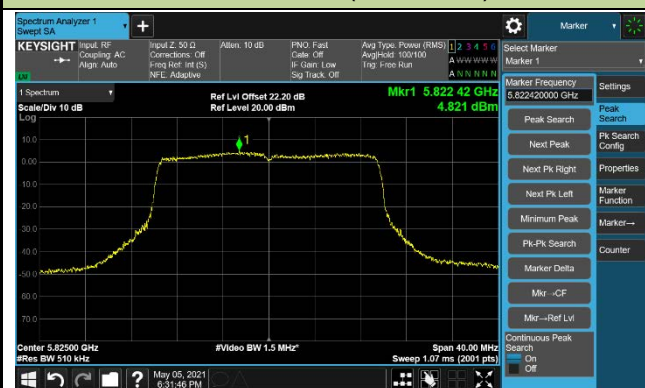 Spectrum Analyzer 1
Swept SA
+
Marker
KEYSIGHT
Input: RF
Coupling: AC
Align: Auto
Input Z: 50 Ω
Corrections: Off
Freq Ref: Int (S)
NFE: Adaptive
Atten: 10 dB
PNO: Fast
Gate: Off
IF Gain: Low
Sig Track: Off
Avg Type: Power (RMS)
Avg|Hold: 100/100
Trig: Free Run
1 2 3 4 5 6
A W W W W W
A N N N N N
LVI
Select Marker
Marker 1
1 Spectrum
Scale/Div 10 dB
Log
Ref Lvl Offset 22.20 dB
Ref Level 20.00 dBm
Mkr1 5.822 42 GHz
4.821 dBm
10.0
0.00
-10.0
-20.0
-30.0
-40.0
-50.0
-60.0
-70.0
1
Center 5.82500 GHz
#Res BW 510 kHz
#Video BW 1.5 MHz*
Span 40.00 MHz
Sweep 1.07 ms (2001 pts)
Marker Frequency
5.822420000 GHz
Peak Search
Next Peak
Next Pk Right
Next Pk Left
Minimum Peak
Pk-Pk Search
Marker Delta
Mkr→CF
Mkr→Ref Lvl
Continuous Peak
Search
On
Off
Settings
Peak
Search
Pk Search
Config
Properties
Marker
Function
Marker→
Counter
?
May 05, 2021
6:31:46 PM